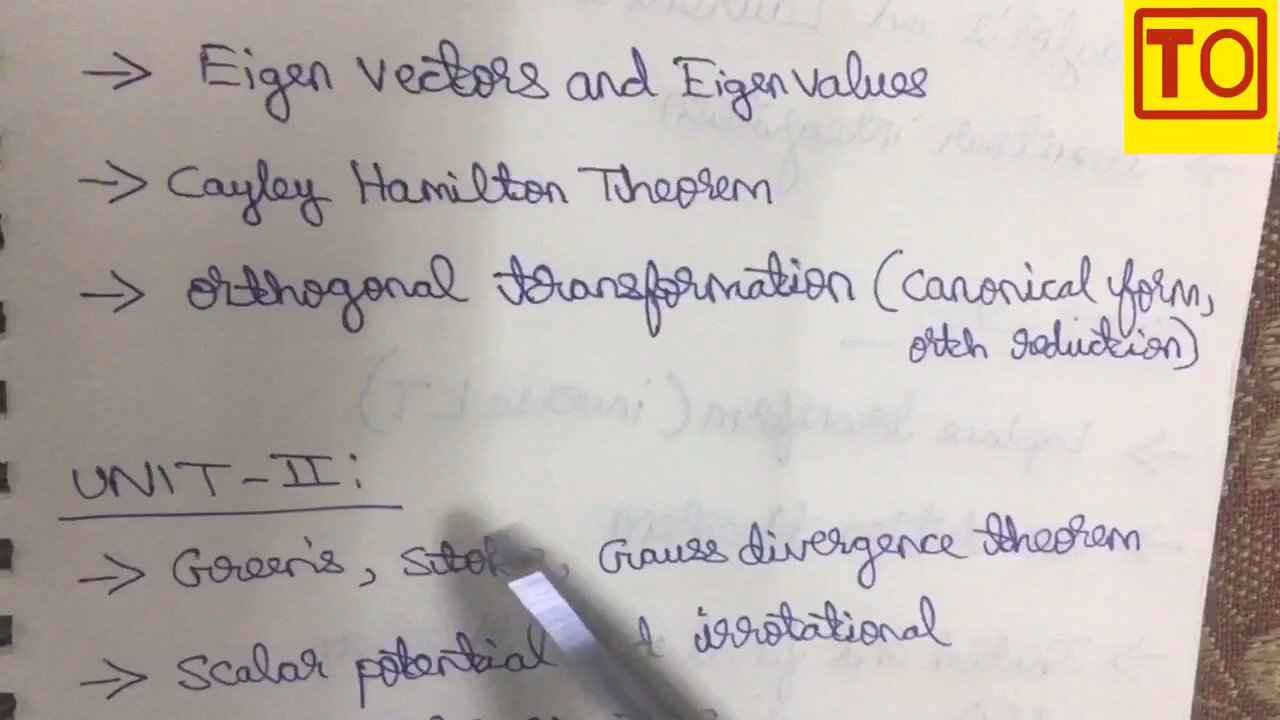 TO
→ Eigen vectors and Eigen values
→ Cayley Hamilton Theorem
→ orthogonal transformation (canonical form,
orth reduction)
UNIT-II:
→ Green's, , Gauss divergence theorem
→ Scalar potential irrotational